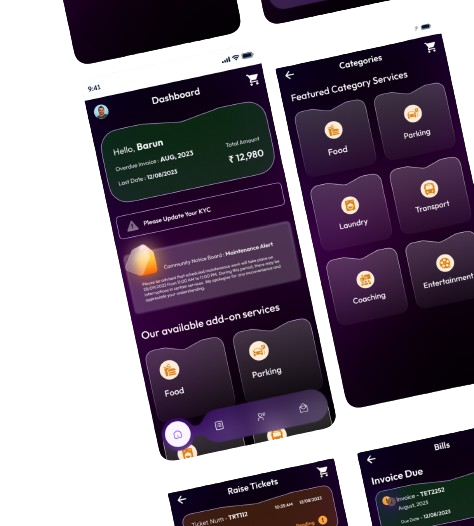 9:41
Dashboard
Hello, Barun
Overdue Invoice : AUG, 2023
Last Date : 12/08/2023
Total Amount
₹ 12,980
Please Update Your KYC
Community Notice Board : Maintenance Alert
Our available add-on services
Food
Parking
Categories
Featured Category Services
Food
Parking
Laundry
Transport
Coaching
Entertainment
Raise Tickets
Ticket Num - TRT112
10:25 AM
12/08/2023
Pending
Bills
Invoice Due
Invoice - TET2252
August, 2023
Due Date - 12/08/2023